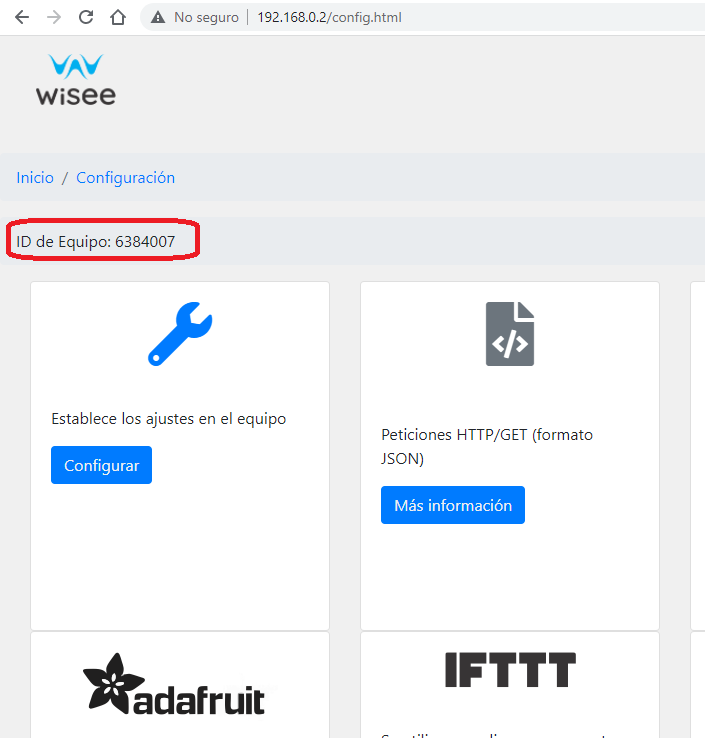 No seguro
192.168.0.2/config.html
wisee
Inicio / Configuración
ID de Equipo: 6384007
Establece los ajustes en el equipo
Configurar
</>
Peticiones HTTP/GET (formato
JSON)
Más información
adafruit
IFTTT